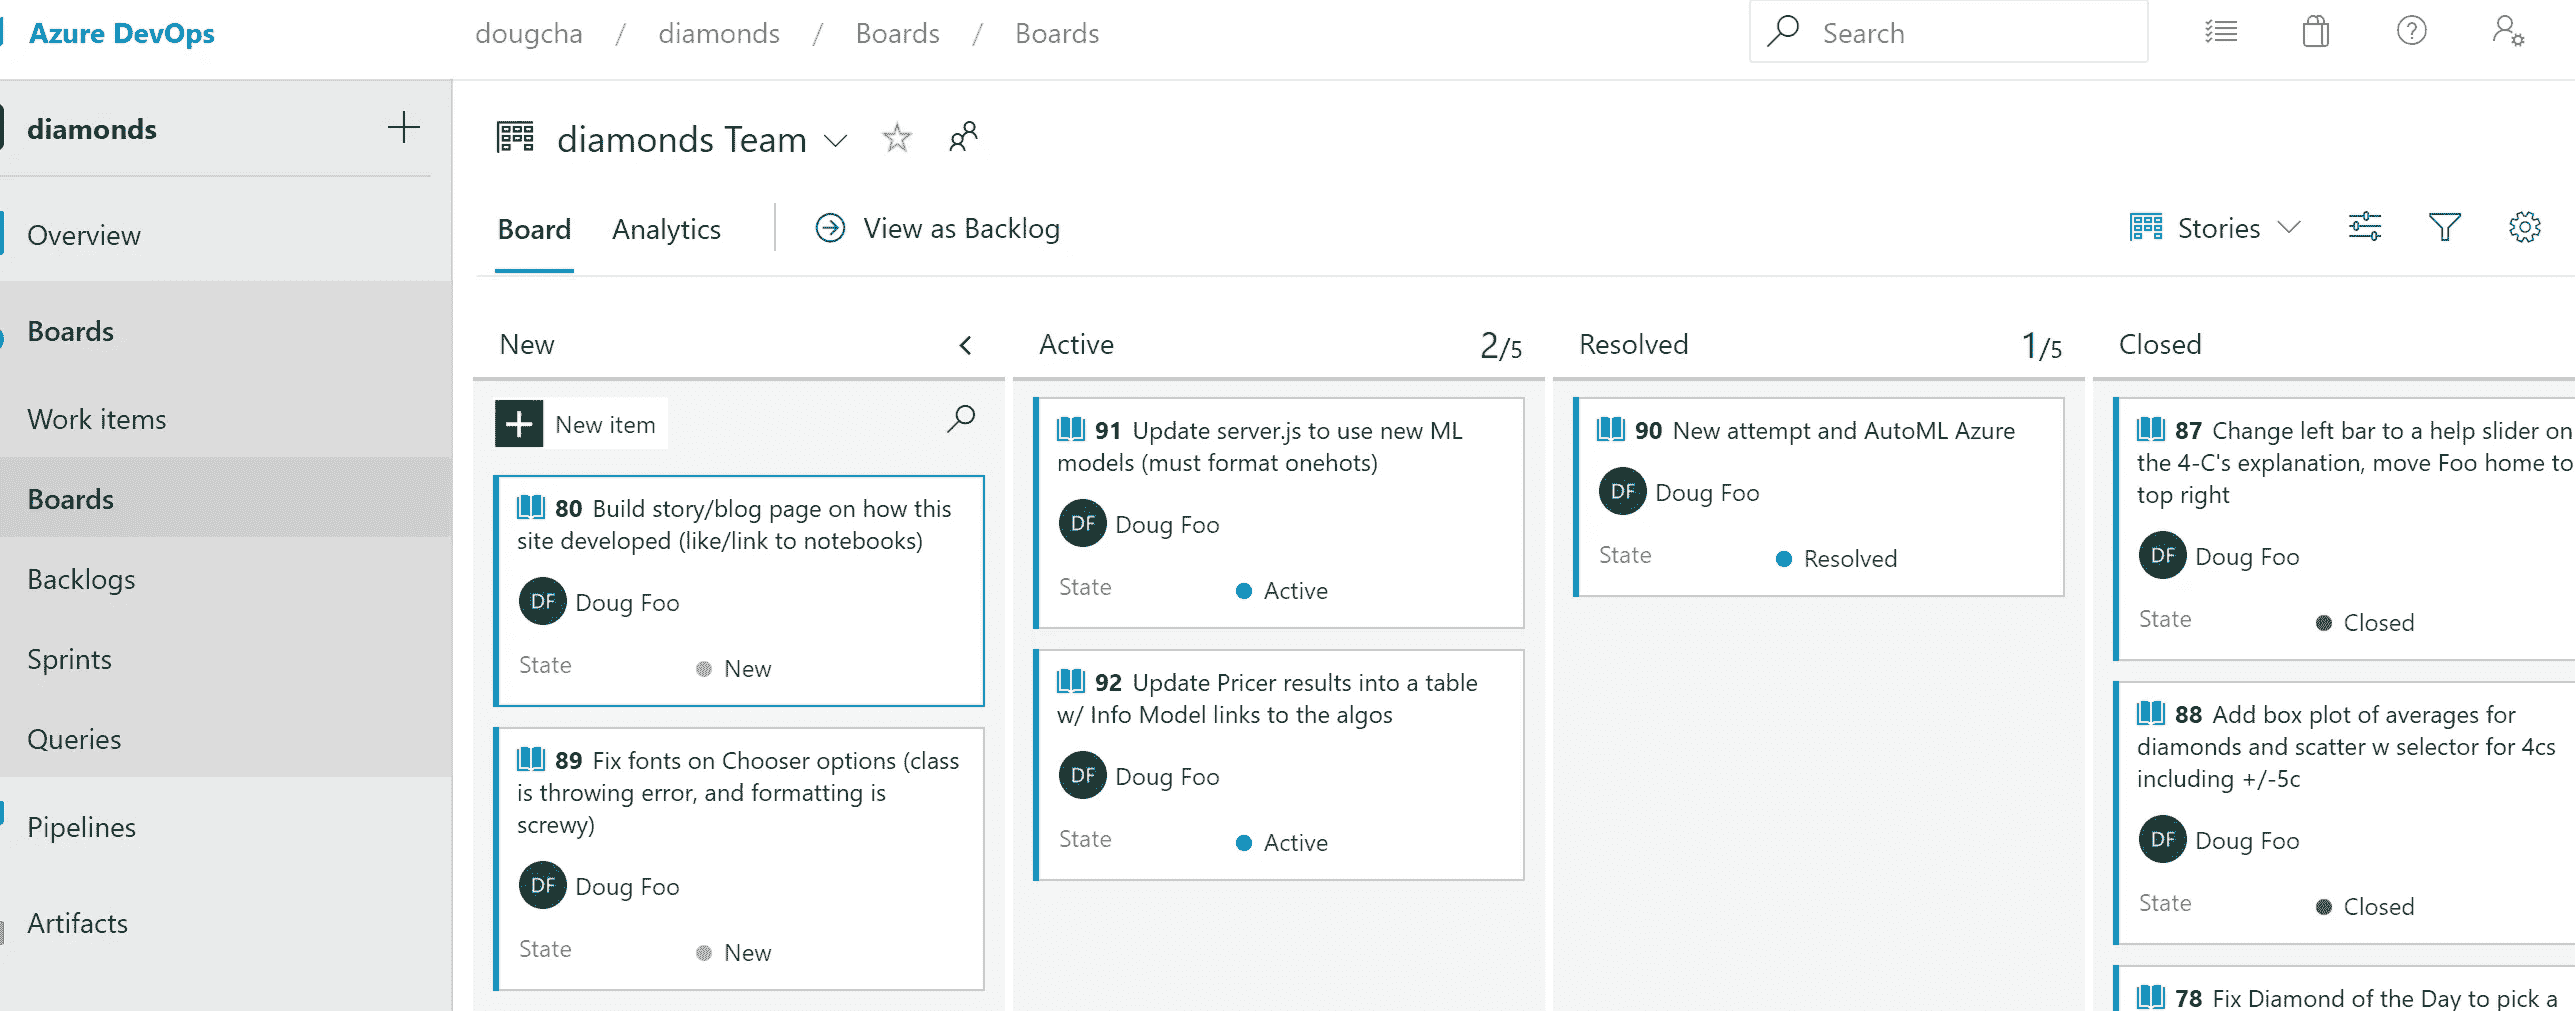 Azure DevOps
dougcha / diamonds / Boards / Boards
Search
diamonds
Overview
Boards
Work items
Boards
Backlogs
Sprints
Queries
Pipelines
Artifacts
diamonds Team
Board
Analytics
View as Backlog
Stories
New
New item
80 Build story/blog page on how this
site developed (like/link to notebooks)
DF Doug Foo
State New
89 Fix fonts on Chooser options (class
is throwing error, and formatting is
screwy)
DF Doug Foo
State New
Active 2/5
91 Update server.js to use new ML
models (must format onehots)
DF Doug Foo
State Active
92 Update Pricer results into a table
w/ Info Model links to the algos
DF Doug Foo
State Active
Resolved 1/5
90 New attempt and AutoML Azure
DF Doug Foo
State Resolved
Closed
87 Change left bar to a help slider on
the 4-C's explanation, move Foo home to
top right
DF Doug Foo
State Closed
88 Add box plot of averages for
diamonds and scatter w selector for 4cs
including +/-5c
DF Doug Foo
State Closed
78 Fix Diamond of the Day to pick a